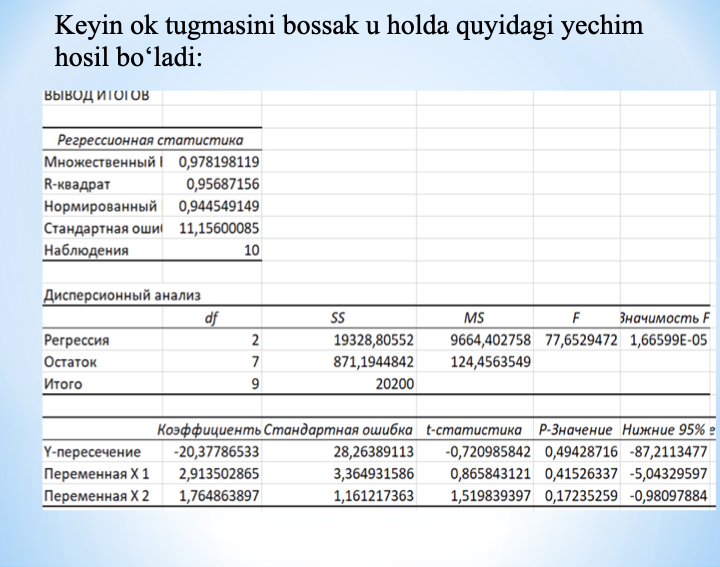 Keyin ok tugmasini bossak u holda quyidagi yechim
hosil bo‘ladi:
ВЫВОД ИТОГОВ
Регрессионная статистика
Множественный 0,978198119
R-квадрат 0,95687156
Нормированный 0,944549149
Стандартная оши 11,15600085
Наблюдения 10
Дисперсионный анализ
df SS MS F Значимость F
Регрессия 2 19328,80552 9664,402758 77,6529472 1,66599E-05
Остаток 7 871,1944842 124,4563549
Итого 9 20200
Коэффициенть Стандартная ошибка t-статистика P-Значение Нижние 95%
Y-пересечение -20,37786533 28,26389113 -0,720985842 0,49428716 -87,2113477
Переменная X 1 2,913502865 3,364931586 0,865843121 0,41526337 -5,04329597
Переменная X 2 1,764863897 1,161217363 1,519839397 0,17235259 -0,98097884